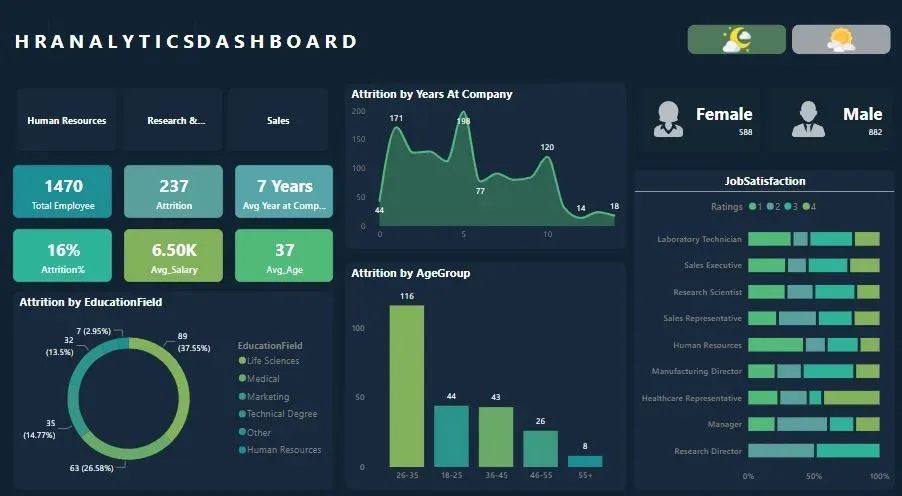 HRANALYTICSDASHBOARD
Human Resources
Research &...
Sales
1470
Total Employee
237
Attrition
7 Years
Avg Year at Comp...
16%
Attrition%
6.50K
Avg_Salary
37
Avg_Age
Attrition by EducationField
7 (2.95%)
32
(13.5%)
89
(37.55%)
35
(14.77%)
63 (26.58%)
EducationField
Life Sciences
Medical
Marketing
Technical Degree
Other
Human Resources
Attrition by Years At Company
200
150
100
50
0
171
198
120
77
44
14
18
0
5
10
Attrition by AgeGroup
100
50
0
116
44
43
26
8
26-35
18-25
36-45
46-55
55+
Female
588
Male
882
JobSatisfaction
Ratings 1 2 3 4
Laboratory Technician
Sales Executive
Research Scientist
Sales Representative
Human Resources
Manufacturing Director
Healthcare Representative
Manager
Research Director
0%
50%
100%